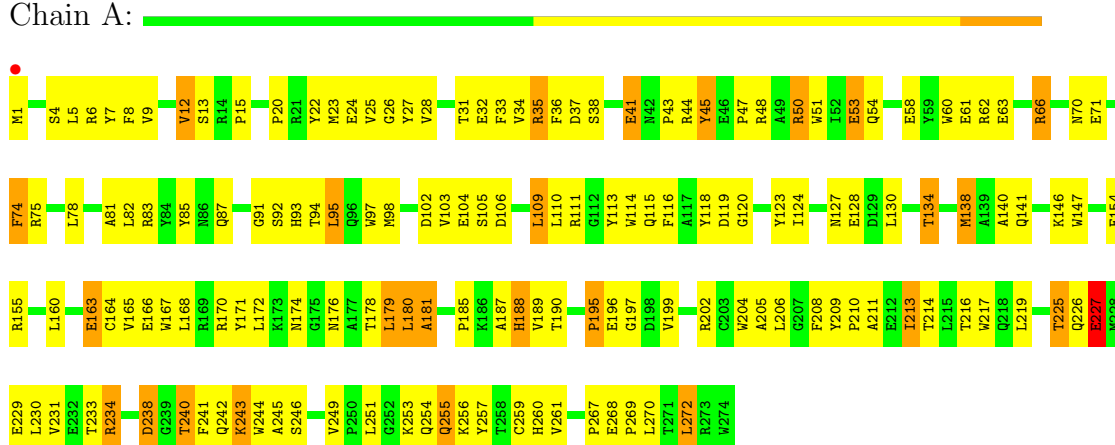 Chain A:
M1 S4 L5 R6 Y7 F8 V9 V12 S13 R14 P15 P20 R21 Y22 M23 E24 V25 G26 Y27 V28 T31 E32 F33 V34 R35 F36 D37 S38 E41 N42 P43 R44 Y45 E46 P47 R48 A49 R50 W51 I52 E53 Q54 E58 Y59 W60 E61 R62 E63 R66 N70 E71
F74 R75 L78 A81 L82 R83 Y84 Y85 N86 Q87 G91 S92 H93 T94 L95 Q96 W97 M98 D102 V103 E104 S105 D106 L109 L110 R111 G112 Y113 W114 Q115 F116 A117 Y118 D119 G120 Y123 I124 N127 E128 D129 L130 T134 M138 A139 A140 Q141 K146 W147 E154
R155 L160 E163 C164 V165 E166 W167 L168 R169 R170 Y171 L172 K173 N174 G175 N176 A177 T178 L179 L180 A181 P185 K186 A187 H188 V189 T190 P195 E196 G197 D198 V199 R202 C203 W204 A205 L206 G207 F208 Y209 P210 A211 E212 I213 T214 L215 T216 W217 Q218 L219 T225 Q226 E227 M228
E229 L230 V231 E232 T233 R234 D238 G239 T240 F241 Q242 K243 W244 A245 S246 V249 P250 L251 G252 K253 Q254 Q255 K256 Y257 T258 C259 H260 V261 P267 E268 P269 L270 T271 L272 R273 W274